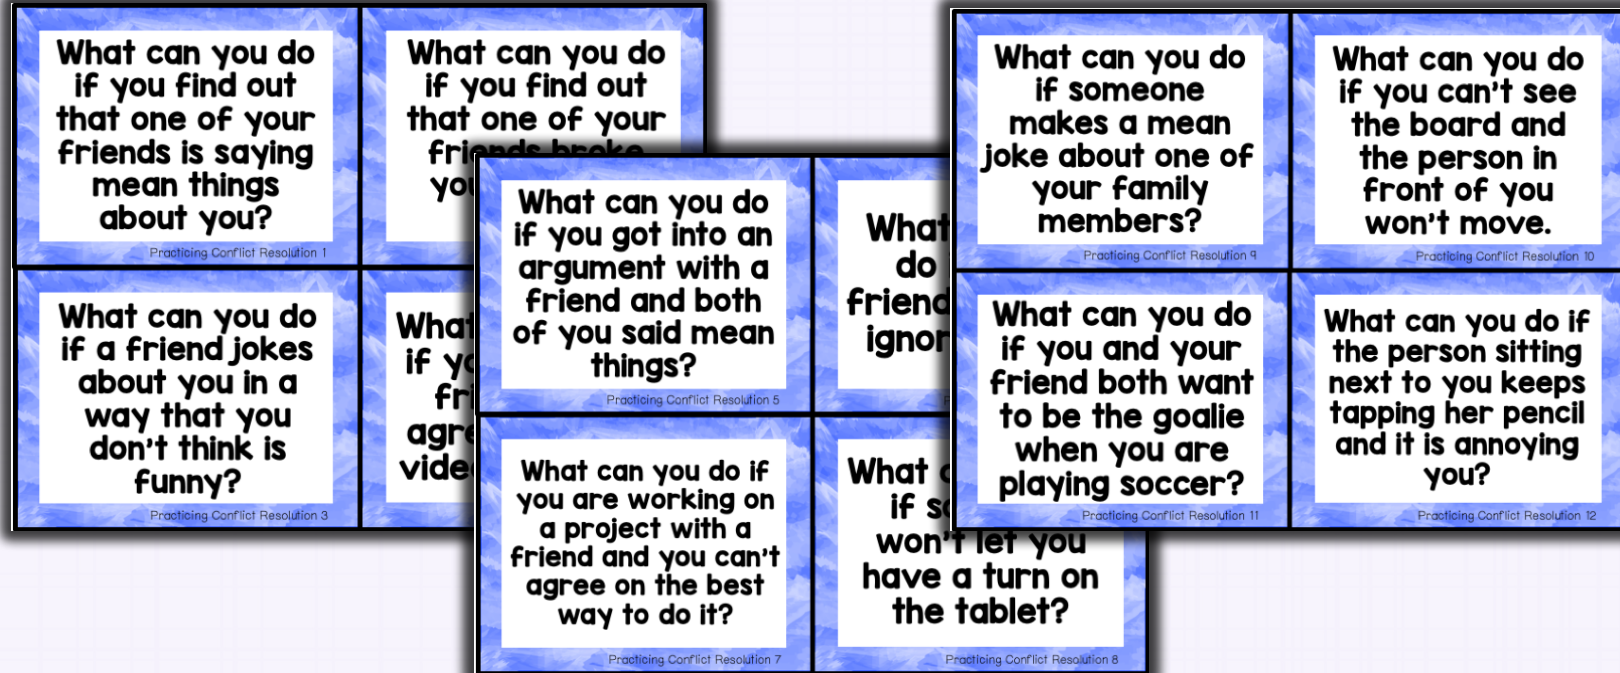 What can you do
if you find out
that one of your
friends is saying
mean things
about you?
Practicing Conflict Resolution 1
What can you do
if you find out
that one of your
friends broke
What can you do
if a friend jokes
about you in a
way that you
don't think is
funny?
Practicing Conflict Resolution 3
What
if
What can you do
if you got into an
argument with a
friend and both
of you said mean
things?
Practicing Conflict Resolution 5
What
do
friend
What can you do if
you are working on
a project with a
friend and you can't
agree on the best
way to do it?
Practicing Conflict Resolution 7
What
if
won't let you
have a turn on
the tablet?
Practicing Conflict Resolution 8
What can you do
if someone
makes a mean
joke about one of
your family
members?
Practicing Conflict Resolution 9
What can you do
if you can't see
the board and
the person in
front of you
won't move.
Practicing Conflict Resolution 10
What can you do
if you and your
friend both want
to be the goalie
when you are
playing soccer?
Practicing Conflict Resolution 11
What can you do if
the person sitting
next to you keeps
tapping her pencil
and it is annoying
you?
Practicing Conflict Resolution 12